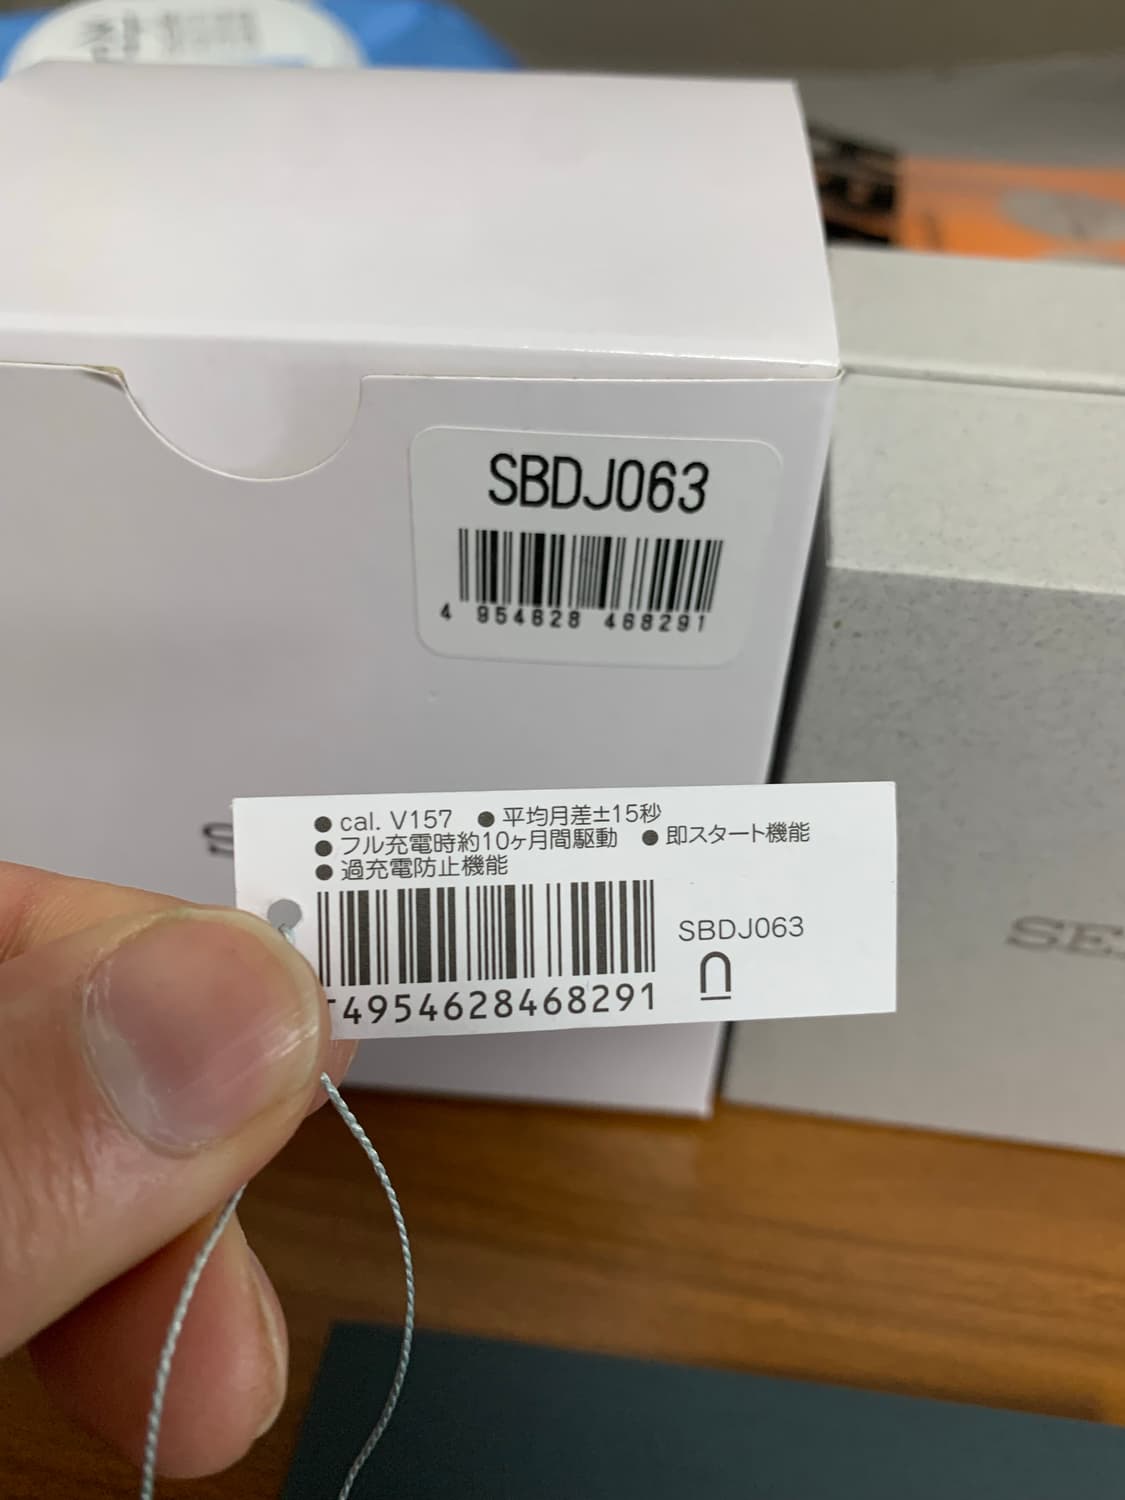 SBDJ063
4 954628 468291
● cal. V157 ● 平均月差±15秒
● フル充電時約10ヶ月間駆動 ● 即スタート機能
● 過充電防止機能
SBDJ063
4954628468291